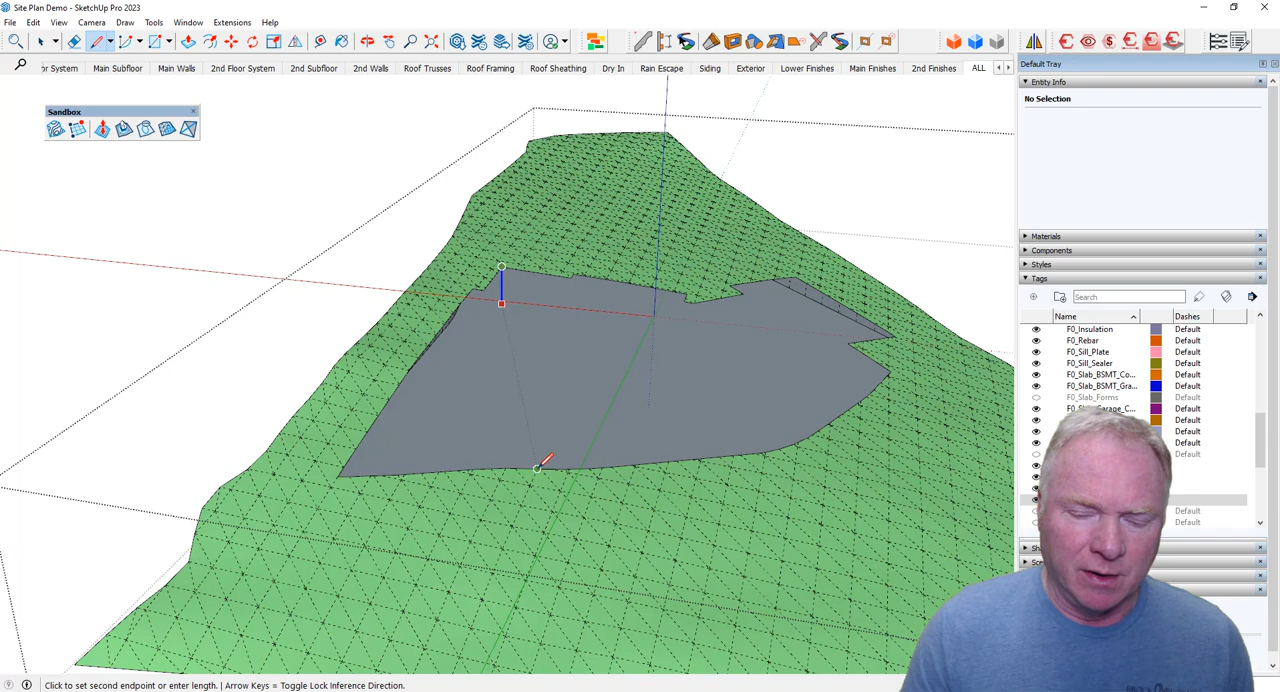 Site Plan Demo - SketchUp Pro 2023
File Edit View Camera Draw Tools Window Extensions Help
or System Main Subfloor Main Walls 2nd Floor System 2nd Subfloor 2nd Walls Roof Trusses Roof Framing Roof Sheathing Dry In Rain Escape Siding Exterior Lower Finishes Main Finishes 2nd Finishes ALL
Default Tray
Entity Info
No Selection
Sandbox
Materials
Components
Styles
Tags
Search
Name Dashes
F0_Insulation Default
F0_Rebar Default
F0_Sill_Plate Default
F0_Sill_Sealer Default
F0_Slab_BSMT_Co... Default
F0_Slab_BSMT_Gra... Default
F0_Slab_Forms Default
Default
Default
Default
Default
Default
Default
Default
Click to set second endpoint or enter length. | Arrow Keys = Toggle Lock Inference Direction.